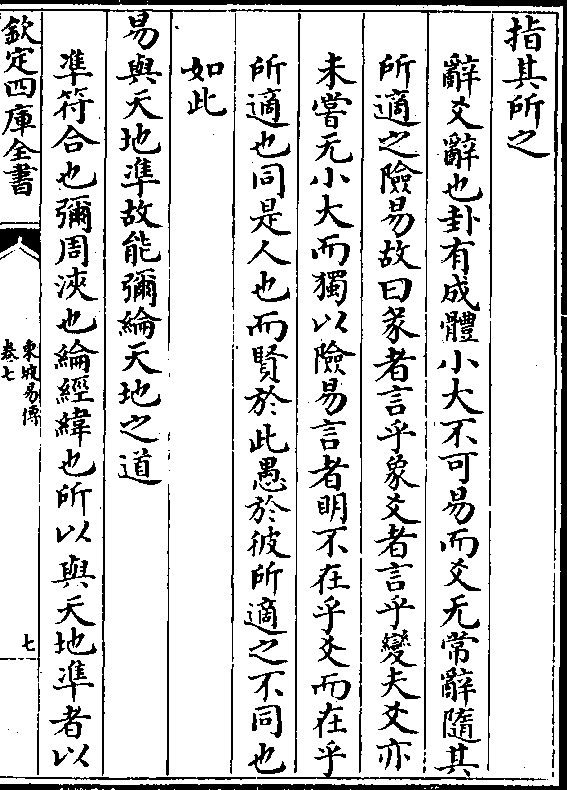 指其所之
辭爻辭也卦有成體小大不可易而爻无常辭隨其
所適之險易故曰彖者言乎象爻者言乎變夫爻亦
未嘗无小大而獨以險易言者明不在乎爻而在乎
所適也同是人也而賢於此愚於彼所適之不同也
如此
易與天地準故能彌綸天地之道
準符合也彌周浹也綸經緯也所以與天地準者以
欽定四庫全書
東坡易傳
卷七
七